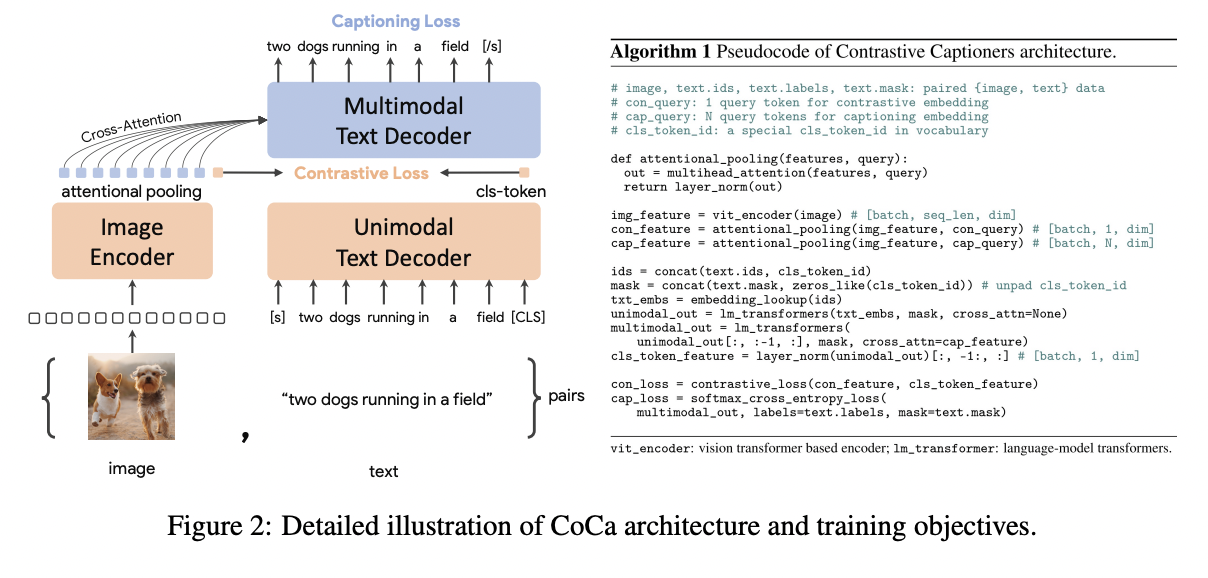 Captioning Loss
two dogs running in a field [/s]
Multimodal
Text Decoder
Cross-Attention
Contrastive Loss
attentional pooling
cls-token
Image
Encoder
Unimodal
Text Decoder
[s] two dogs running in a field [CLS]
“two dogs running in a field”
pairs
,
image
text
Algorithm 1 Pseudocode of Contrastive Captioners architecture.
# image, text.ids, text.labels, text.mask: paired {image, text} data
# con_query: 1 query token for contrastive embedding
# cap_query: N query tokens for captioning embedding
# cls_token_id: a special cls_token_id in vocabulary
def attentional_pooling(features, query):
out = multihead_attention(features, query)
return layer_norm(out)
img_feature = vit_encoder(image) # [batch, seq_len, dim]
con_feature = attentional_pooling(img_feature, con_query) # [batch, 1, dim]
cap_feature = attentional_pooling(img_feature, cap_query) # [batch, N, dim]
ids = concat(text.ids, cls_token_id)
mask = concat(text.mask, zeros_like(cls_token_id)) # unpad cls_token_id
txt_embs = embedding_lookup(ids)
unimodal_out = lm_transformers(txt_embs, mask, cross_attn=None)
multimodal_out = lm_transformers(
unimodal_out[:, :-1, :], mask, cross_attn=cap_feature)
cls_token_feature = layer_norm(unimodal_out)[:, -1:, :] # [batch, 1, dim]
con_loss = contrastive_loss(con_feature, cls_token_feature)
cap_loss = softmax_cross_entropy_loss(
multimodal_out, labels=text.labels, mask=text.mask)
vit_encoder: vision transformer based encoder; lm_transformer: language-model transformers.
Figure 2: Detailed illustration of CoCa architecture and training objectives.